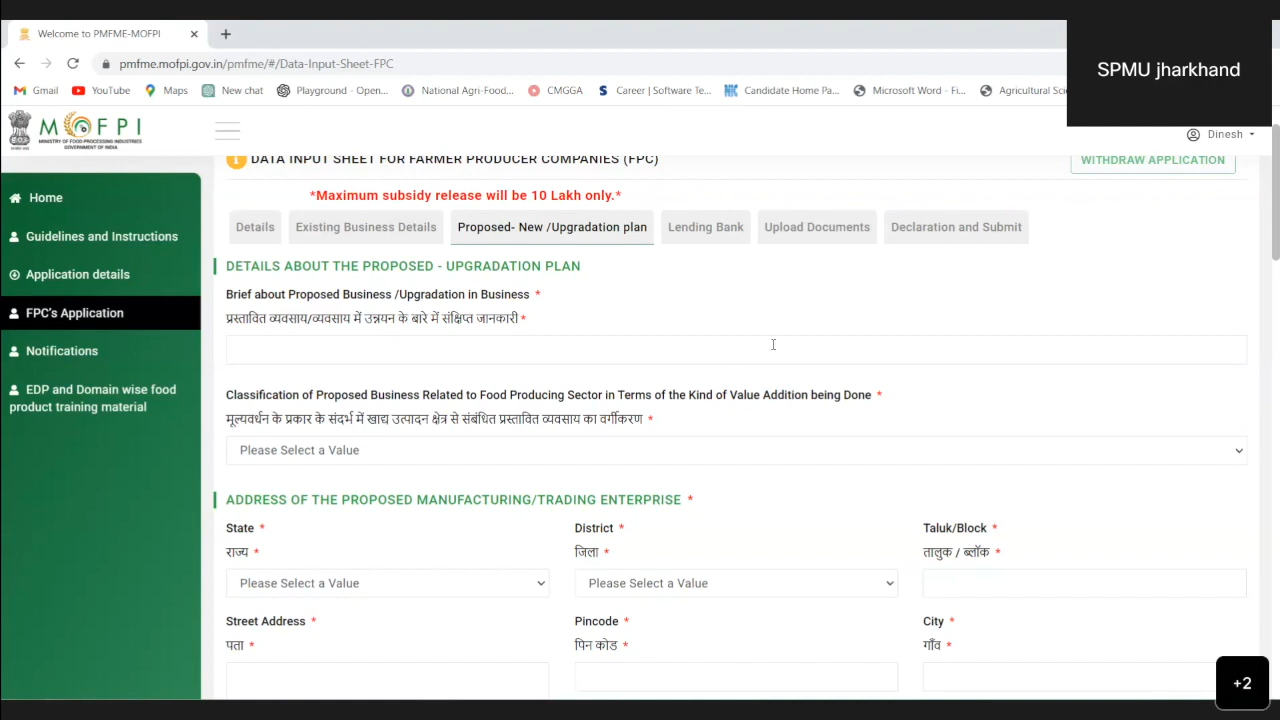 Welcome to PMFME-MOFPI
pmfme.mofpi.gov.in/pmfme/#/Data-Input-Sheet-FPC
SPMU jharkhand
Gmail YouTube Maps New chat Playground - Open... National Agri-Food... CMGGA Career | Software Te... Candidate Home Pa... Microsoft Word - Fi... Agricultural Sci
MOFPI
MINISTRY OF FOOD PROCESSING INDUSTRIES
GOVERNMENT OF INDIA
Dinesh
DATA INPUT SHEET FOR FARMER PRODUCER COMPANIES (FPC)
WITHDRAW APPLICATION
*Maximum subsidy release will be 10 Lakh only.*
Home
Guidelines and Instructions
Application details
FPC's Application
Notifications
EDP and Domain wise food
product training material
Details Existing Business Details Proposed- New /Upgradation plan Lending Bank Upload Documents Declaration and Submit
DETAILS ABOUT THE PROPOSED - UPGRADATION PLAN
Brief about Proposed Business /Upgradation in Business *
प्रस्तावित व्यवसाय/व्यवसाय में उन्नयन के बारे में संक्षिप्त जानकारी *
Classification of Proposed Business Related to Food Producing Sector in Terms of the Kind of Value Addition being Done *
मूल्यवर्धन के प्रकार के संदर्भ में खाद्य उत्पादन क्षेत्र से संबंधित प्रस्तावित व्यवसाय का वर्गीकरण *
Please Select a Value
ADDRESS OF THE PROPOSED MANUFACTURING/TRADING ENTERPRISE *
State * District * Taluk/Block *
राज्य * जिला * तालुक / ब्लॉक *
Please Select a Value Please Select a Value
Street Address * Pincode * City *
पता * पिन कोड * गाँव *
+2